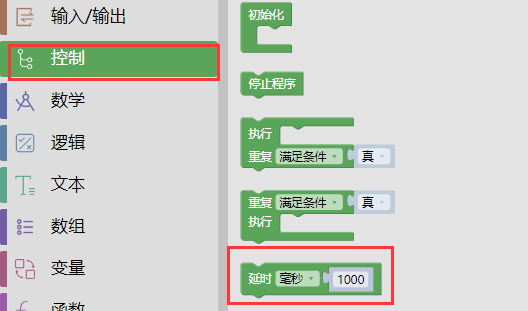 输入/输出
控制
数学
逻辑
文本
数组
变量
函数
初始化
停止程序
执行
重复 满足条件 真
重复 满足条件 真
执行
延时 毫秒 1000